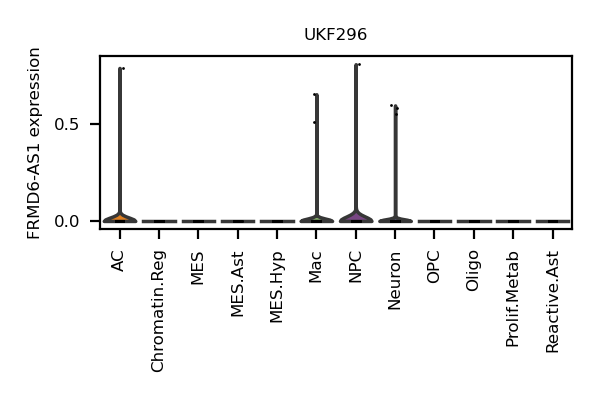 UKF296
FRMD6-AS1 expression
0.5
0.0
AC
Chromatin.Reg
MES
MES.Ast
MES.Hyp
Mac
NPC
Neuron
OPC
Oligo
Prolif.Metab
Reactive.Ast